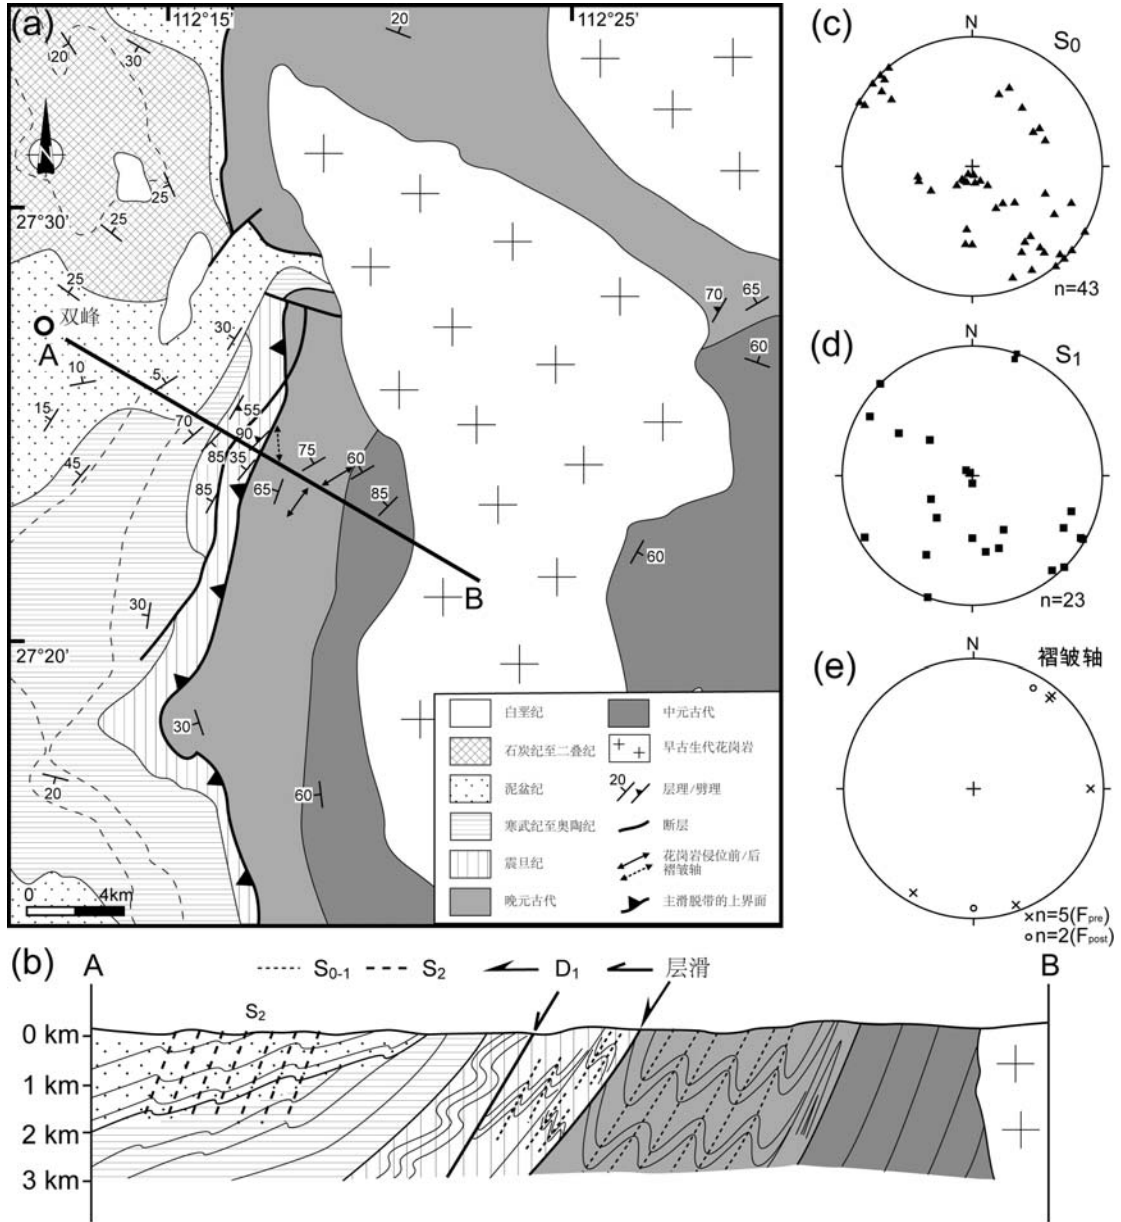 (a)
112°15'
112°25'
20
20
30
25
25
25
27°30'
双峰
A
30
10
5
15
70
55
90
85
35
45
85
65
75
60
85
70
65
60
60
B
30
27°20'
30
20
60
0
4km
白垩纪
石炭纪至二叠纪
泥盆纪
寒武纪至奥陶纪
震旦纪
晚元古代
中元古代
早古生代花岗岩
20
层理/劈理
断层
花岗岩侵位前/后
褶皱轴
主滑脱带的上界面
(c)
N
S0
n=43
(d)
N
S1
n=23
(e)
N
褶皱轴
×n=5(Fpre)
○n=2(Fpost)
(b)
A
S0-1
S2
D1
层滑
B
S2
0 km
1 km
2 km
3 km